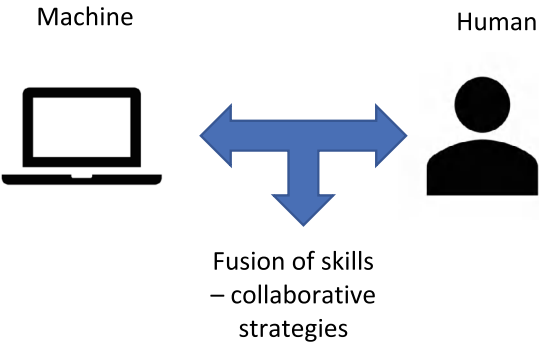 Machine
Human
Fusion of skills
– collaborative
strategies